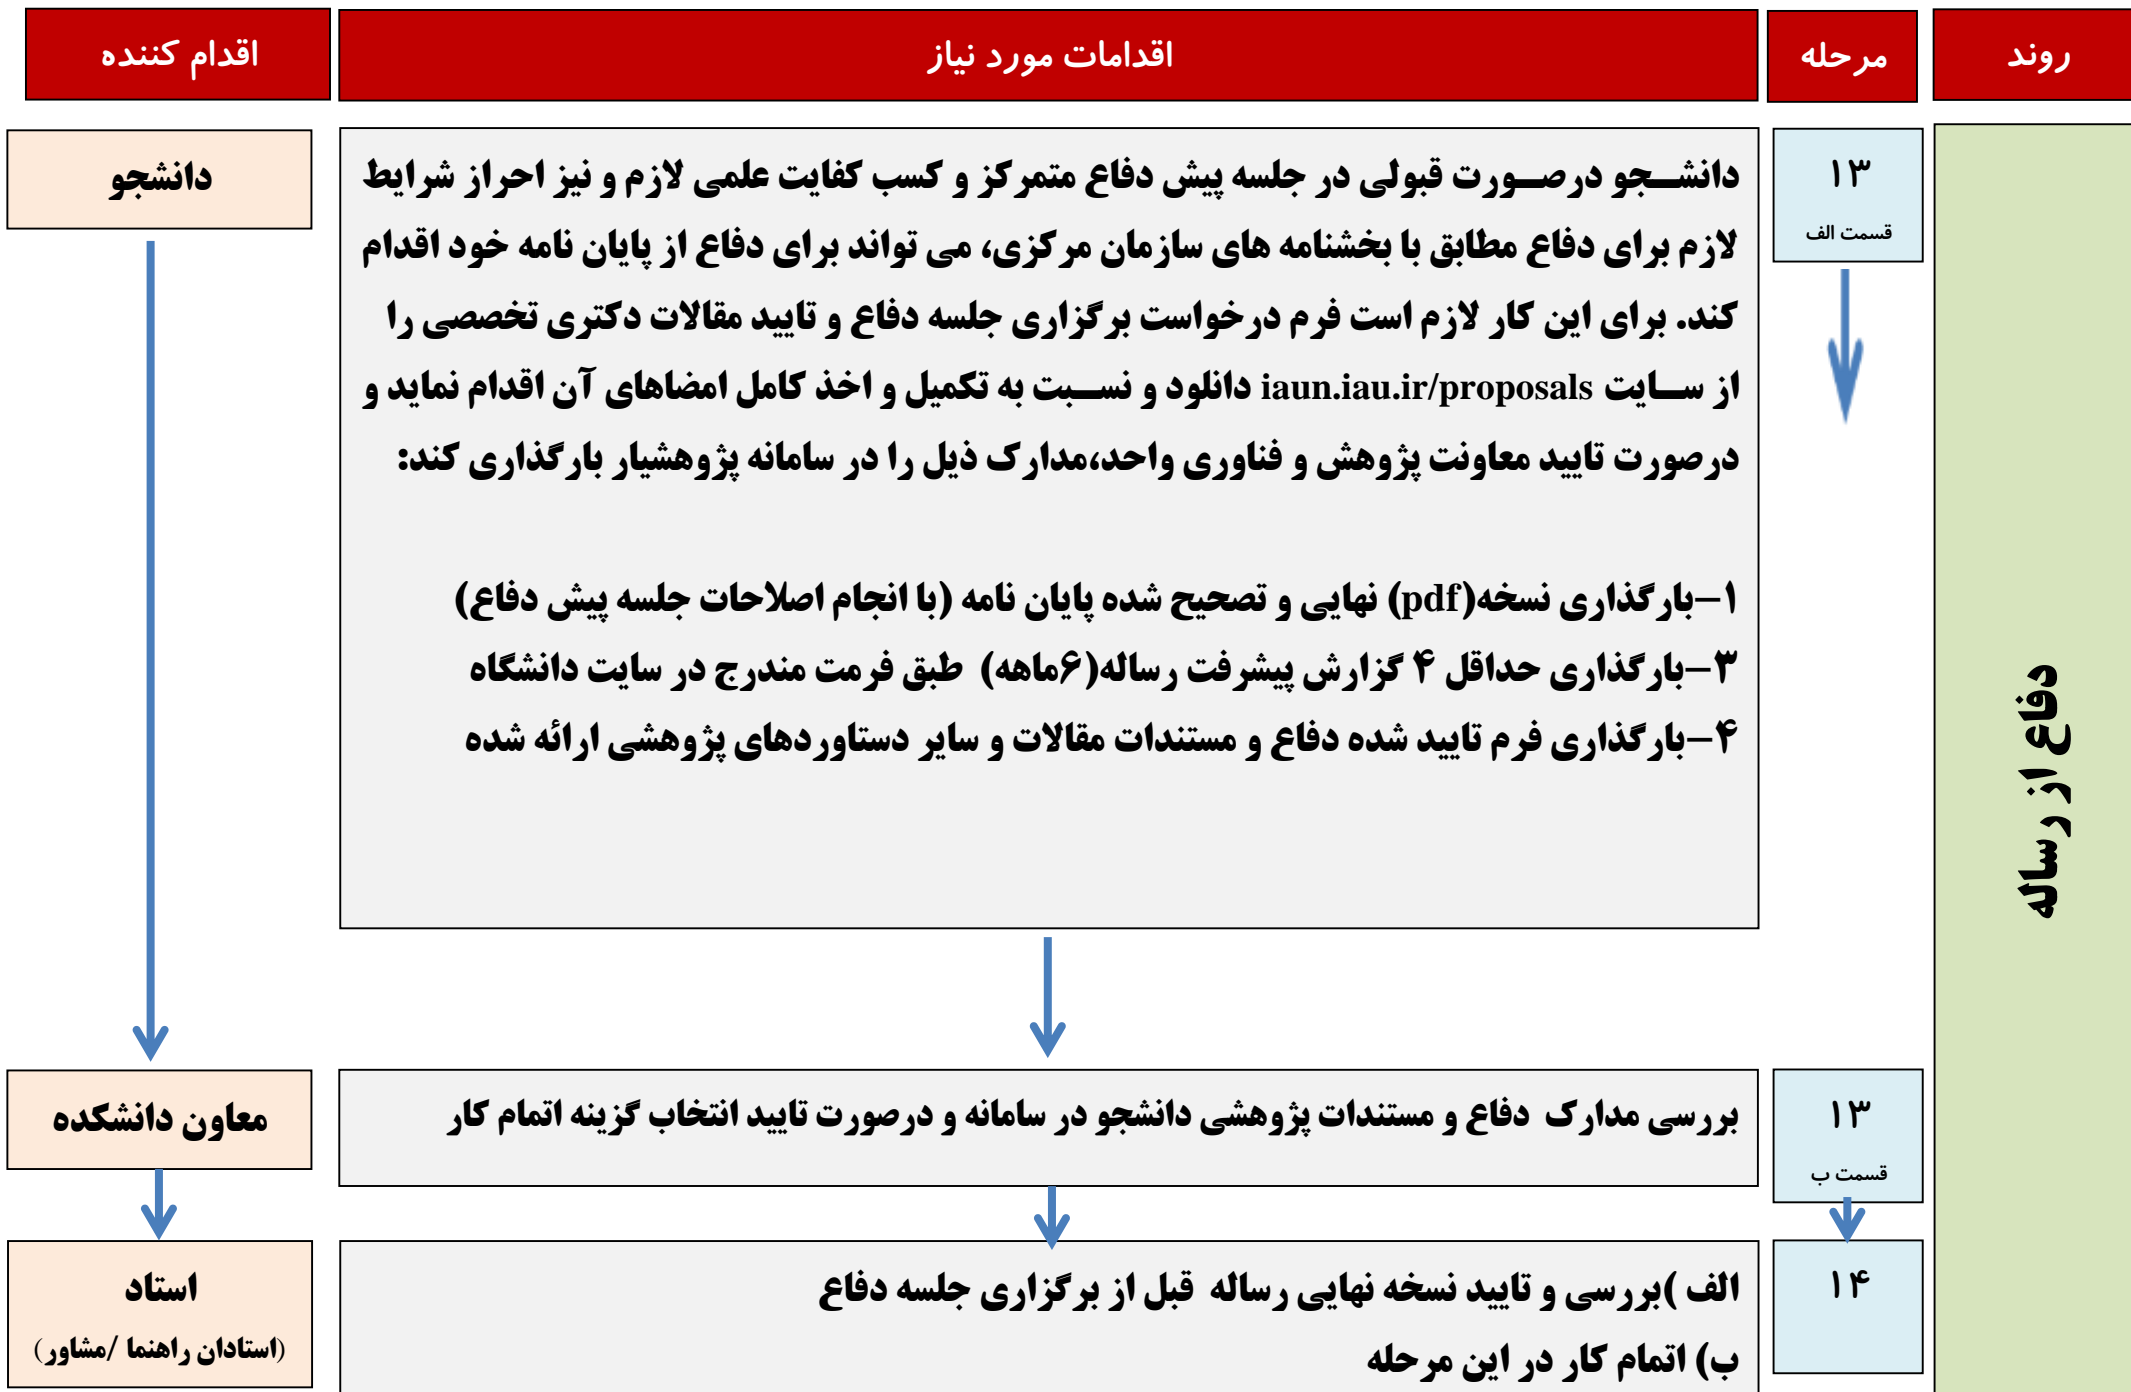 روند
مرحله
اقدامات مورد نیاز
اقدام کننده
دفاع از رساله
۱۳
قسمت الف
دانشجو درصورت قبولی در جلسه پیش دفاع متمرکز و کسب کفایت علمی لازم و نیز احراز شرایط
لازم برای دفاع مطابق با بخشنامه های سازمان مرکزی، می تواند برای دفاع از پایان نامه خود اقدام
کند. برای این کار لازم است فرم درخواست برگزاری جلسه دفاع و تایید مقالات دکتری تخصصی را
از سایت iaun.iau.ir/proposals دانلود و نسبت به تکمیل و اخذ کامل امضاهای آن اقدام نماید و
درصورت تایید معاونت پژوهش و فناوری واحد،مدارک ذیل را در سامانه پژوهشیار بارگذاری کند:
۱–بارگذاری نسخه(pdf) نهایی و تصحیح شده پایان نامه (با انجام اصلاحات جلسه پیش دفاع)
۳–بارگذاری حداقل ۴ گزارش پیشرفت رساله(۶ماهه) طبق فرمت مندرج در سایت دانشگاه
۴–بارگذاری فرم تایید شده دفاع و مستندات مقالات و سایر دستاوردهای پژوهشی ارائه شده
دانشجو
۱۳
قسمت ب
بررسی مدارک دفاع و مستندات پژوهشی دانشجو در سامانه و درصورت تایید انتخاب گزینه اتمام کار
معاون دانشکده
۱۴
الف )بررسی و تایید نسخه نهایی رساله قبل از برگزاری جلسه دفاع
ب) اتمام کار در این مرحله
استاد
(استادان راهنما /مشاور)